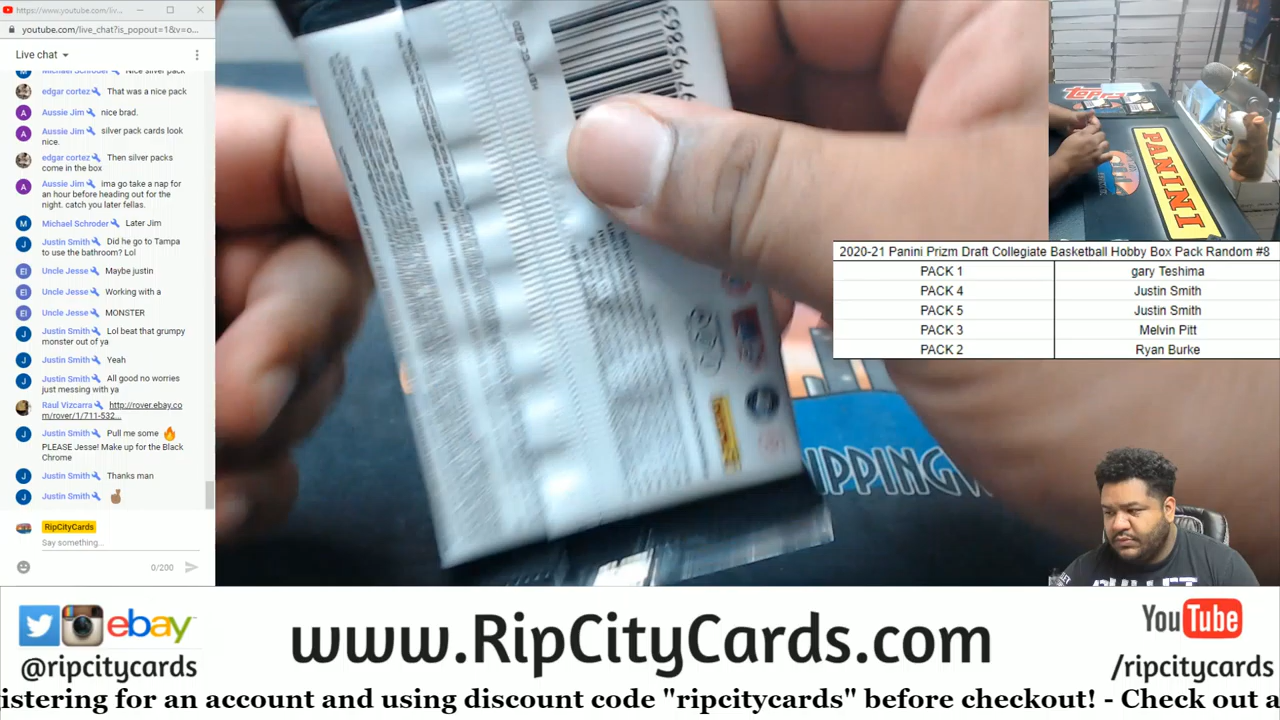 https://www.youtube.com/liv...
youtube.com/live_chat?is_popout=1&v=o...
Live chat
Michael Schroder Nice silver pack
edgar cortez That was a nice pack
Aussie Jim nice brad.
Aussie Jim silver pack cards look
nice.
edgar cortez Then silver packs
come in the box
Aussie Jim ima go take a nap for
an hour before heading out for the
night. catch you later fellas.
Michael Schroder Later Jim
Justin Smith Did he go to Tampa
to use the bathroom? Lol
Uncle Jesse Maybe justin
Uncle Jesse Working with a
Uncle Jesse MONSTER
Justin Smith Lol beat that grumpy
monster out of ya
Justin Smith Yeah
Justin Smith All good no worries
just messing with ya
Raul Vizcarra http://rover.ebay.co
m/rover/1/711-532...
Justin Smith Pull me some
PLEASE Jesse! Make up for the Black
Chrome
Justin Smith Thanks man
Justin Smith
RipCityCards
Say something...
0/200
Topps
PANINI
2020-21 Panini Prizm Draft Collegiate Basketball Hobby Box Pack Random #8
PACK 1 gary Teshima
PACK 4 Justin Smith
PACK 5 Justin Smith
PACK 3 Melvin Pitt
PACK 2 Ryan Burke
RIPPINGW
BULLET
ebay
@ripcitycards
www.RipCityCards.com
YouTube
/ripcitycards
istering for an account and using discount code "ripcitycards" before checkout! - Check out a